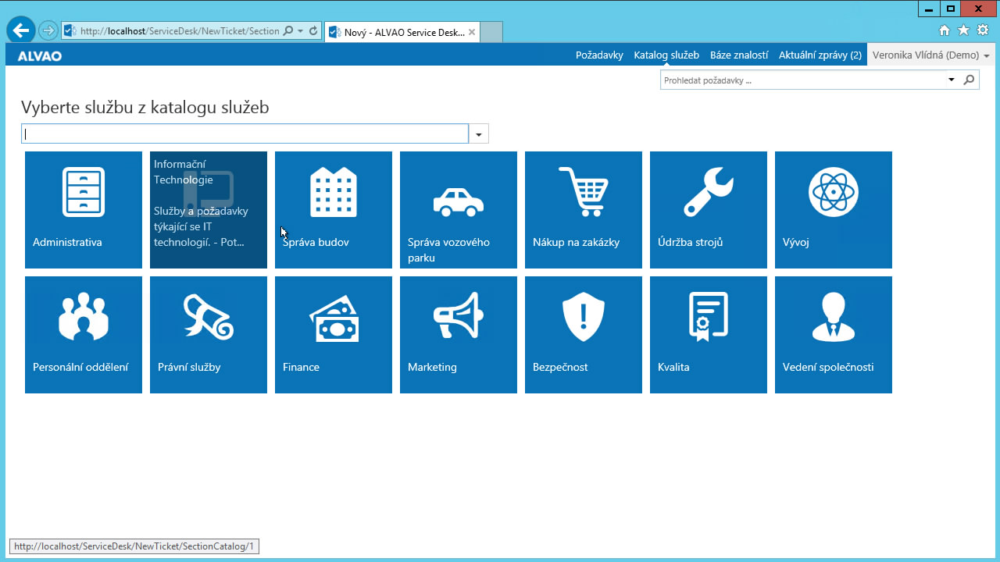 http://localhost/ServiceDesk/NewTicket/Section
Nový - ALVAO Service Desk...
ALVAO
Požadavky
Katalog služeb
Báze znalostí
Aktuální zprávy (2)
Veronika Vlídná (Demo)
Prohledat požadavky ...
Vyberte službu z katalogu služeb
Administrativa
Informační
Technologie
Služby a požadavky
týkající se IT
technologií. - Pot...
Správa budov
Správa vozového
parku
Nákup na zakázky
Údržba strojů
Vývoj
Personální oddělení
Právní služby
Finance
Marketing
Bezpečnost
Kvalita
Vedení společnosti
http://localhost/ServiceDesk/NewTicket/SectionCatalog/1